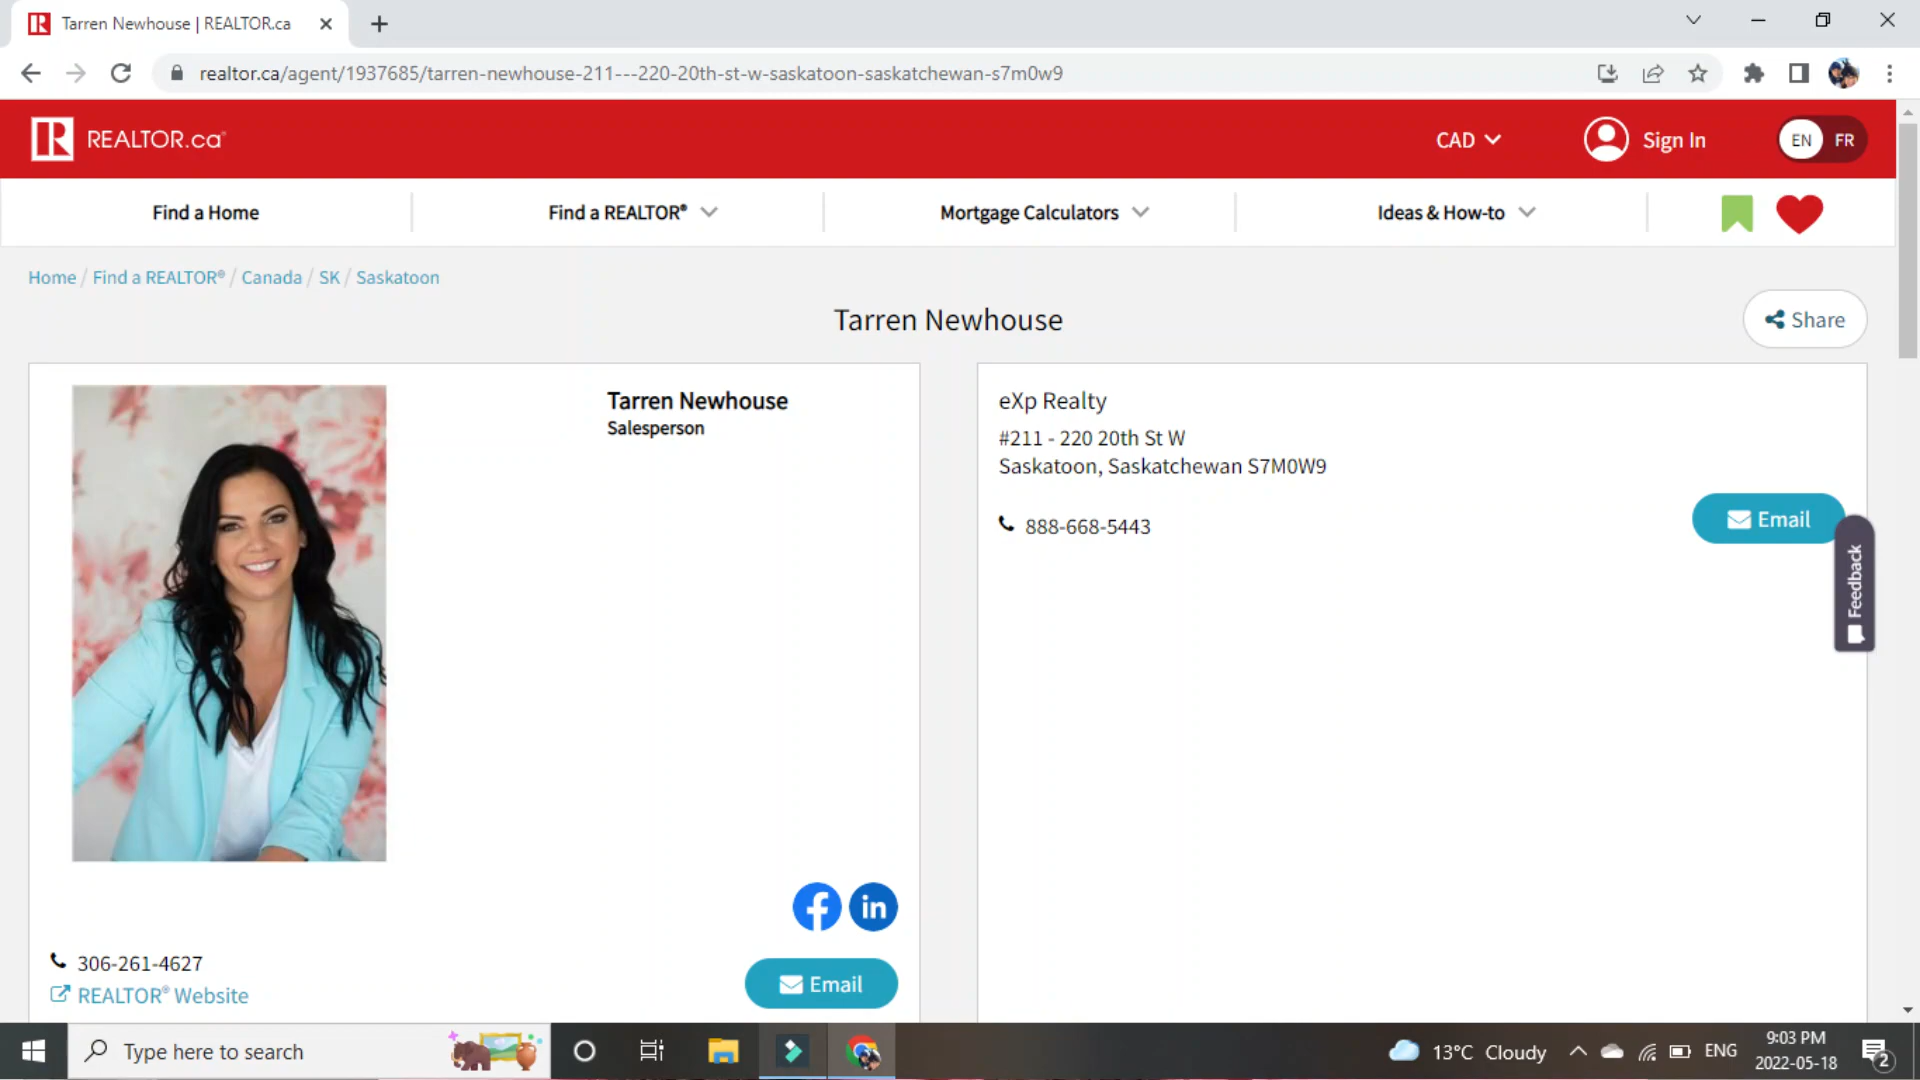 Tarren Newhouse | REALTOR.ca
realtor.ca/agent/1937685/tarren-newhouse-211---220-20th-st-w-saskatoon-saskatchewan-s7m0w9
REALTOR.ca
CAD
Sign In
EN FR
Find a Home
Find a REALTOR®
Mortgage Calculators
Ideas & How-to
Home / Find a REALTOR® / Canada / SK / Saskatoon
Tarren Newhouse
Share
Tarren Newhouse
Salesperson
306-261-4627
REALTOR® Website
Email
eXp Realty
#211 - 220 20th St W
Saskatoon, Saskatchewan S7M0W9
888-668-5443
Email
Feedback
Type here to search
13°C Cloudy
ENG
9:03 PM
2022-05-18
2